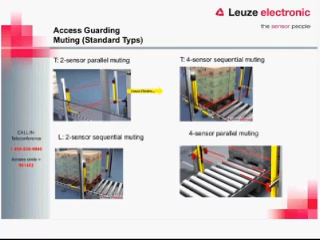 Leuze electronic
the sensor people
Access Guarding
Muting (Standard Typs)
T: 2-sensor parallel muting
T: 4-sensor sequential muting
L: 2-sensor sequential muting
4-sensor parallel muting
CALL IN
Teleconference
Access code =